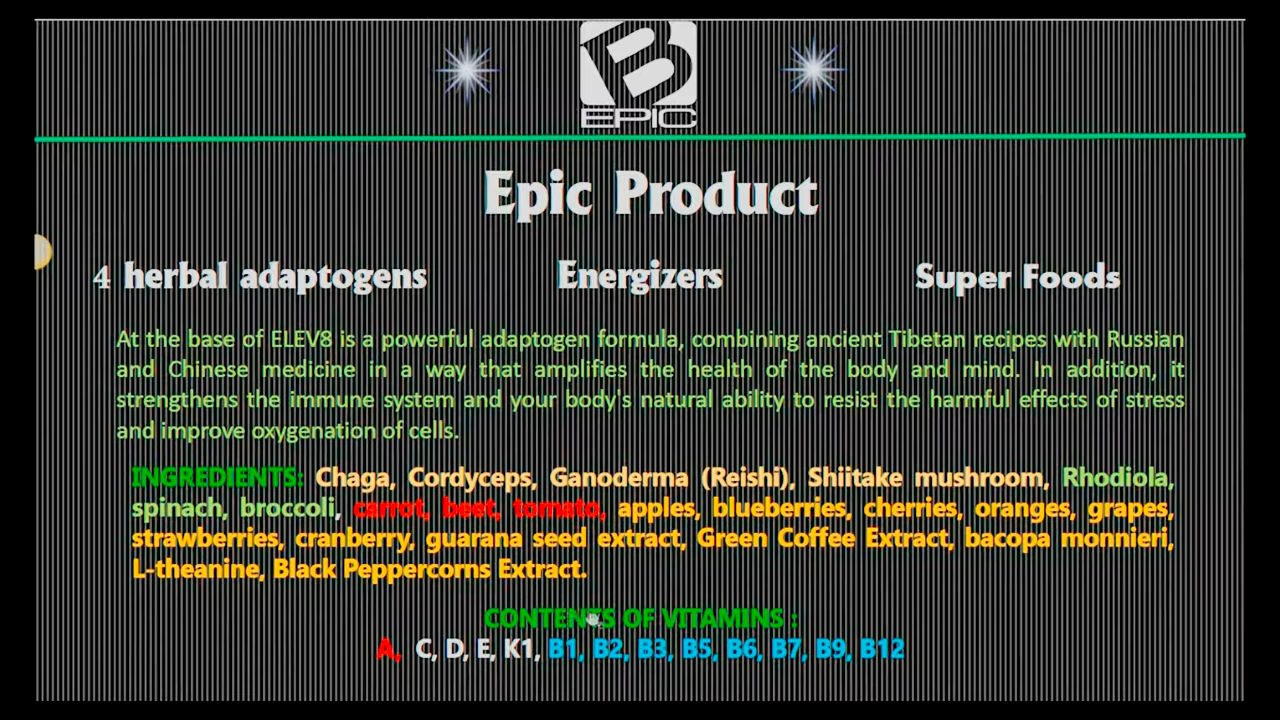 B
EPIC
Epic Product
4 herbal adaptogens Energizers Super Foods
At the base of ELEV8 is a powerful adaptogen formula, combining ancient Tibetan recipes with Russian
and Chinese medicine in a way that amplifies the health of the body and mind. In addition, it
strengthens the immune system and your body's natural ability to resist the harmful effects of stress
and improve oxygenation of cells.
INGREDIENTS: Chaga, Cordyceps, Ganoderma (Reishi), Shiitake mushroom, Rhodiola,
spinach, broccoli, carrot, beet, tomato, apples, blueberries, cherries, oranges, grapes,
strawberries, cranberry, guarana seed extract, Green Coffee Extract, bacopa monnieri,
L-theanine, Black Peppercorns Extract.
CONTENTS OF VITAMINS :
A, C, D, E, K1, B1, B2, B3, B5, B6, B7, B9, B12